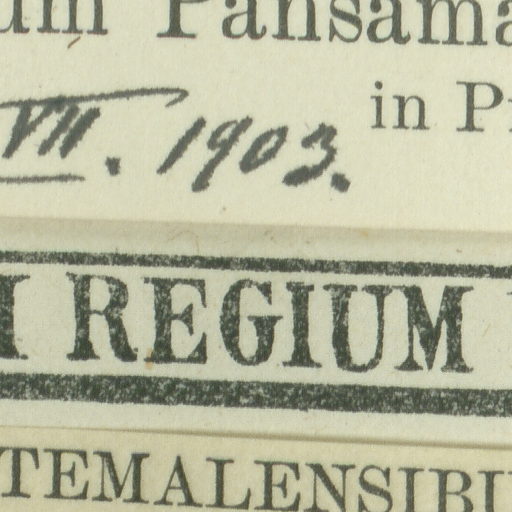 um Pansama
in P
VII. 1903.
REGIUM
TEMALENSIBU